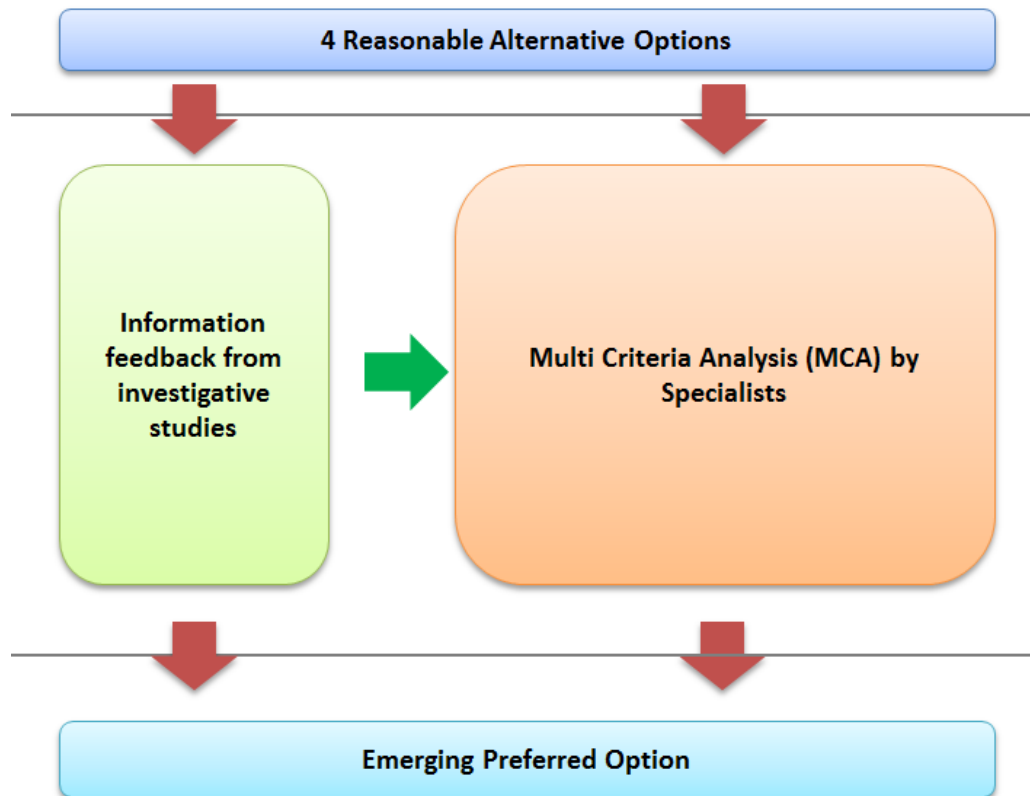 4 Reasonable Alternative Options
Information
feedback from
investigative
studies
Multi Criteria Analysis (MCA) by
Specialists
Emerging Preferred Option